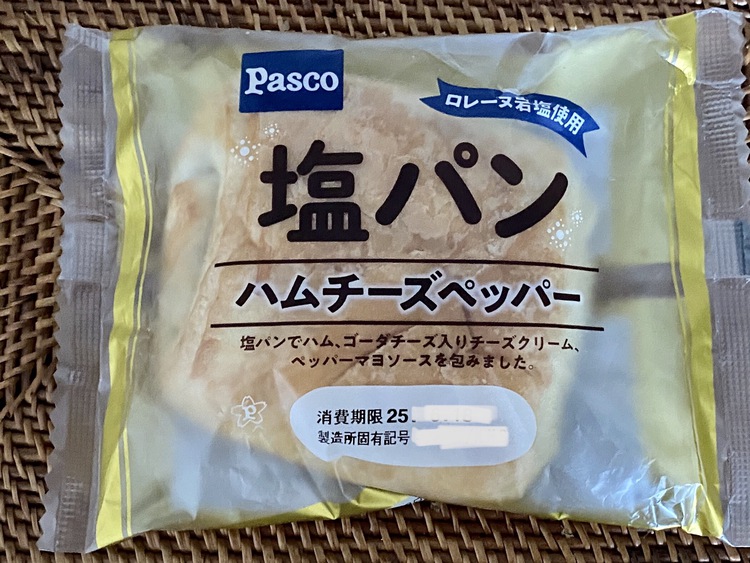 Pasco
ロレーヌ岩塩使用
塩パン
ハムチーズペッパー
塩パンでハム、ゴーダチーズ入りチーズクリーム、
ペッパーマヨソースを包みました。
消費期限 25
製造所固有記号